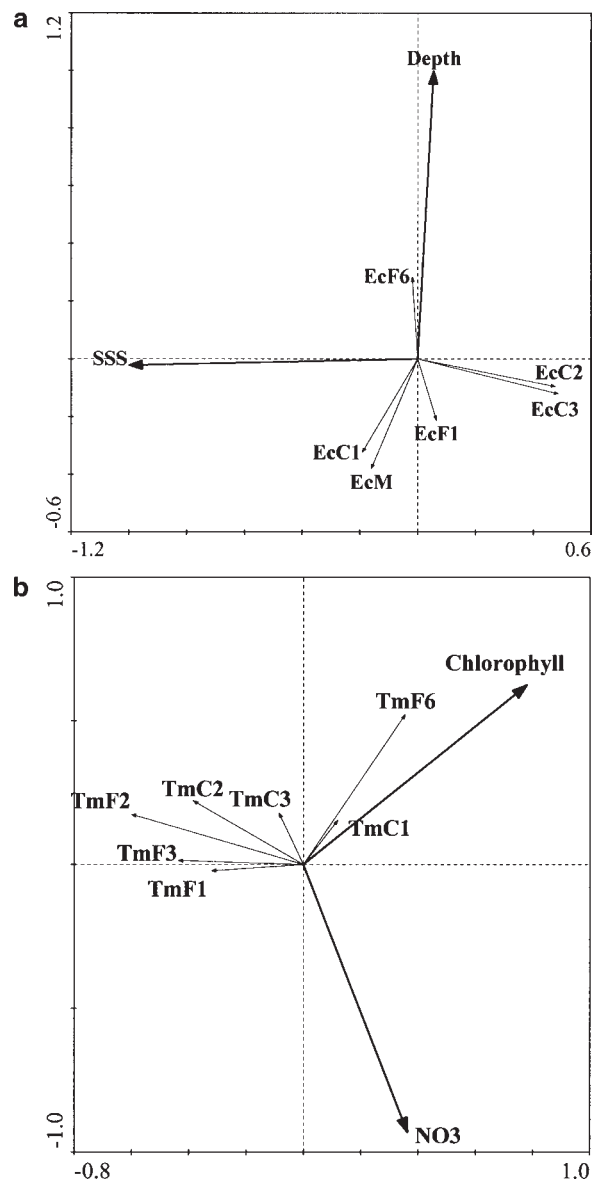 a
1.2
Depth
EcF6
SSS
EcC2
EcC3
EcF1
EcC1
EcM
-0.6
-1.2
0.6
b
1.0
Chlorophyll
TmF6
TmC2
TmF2
TmC3
TmC1
TmF3
TmF1
-1.0
NO3
-0.8
1.0